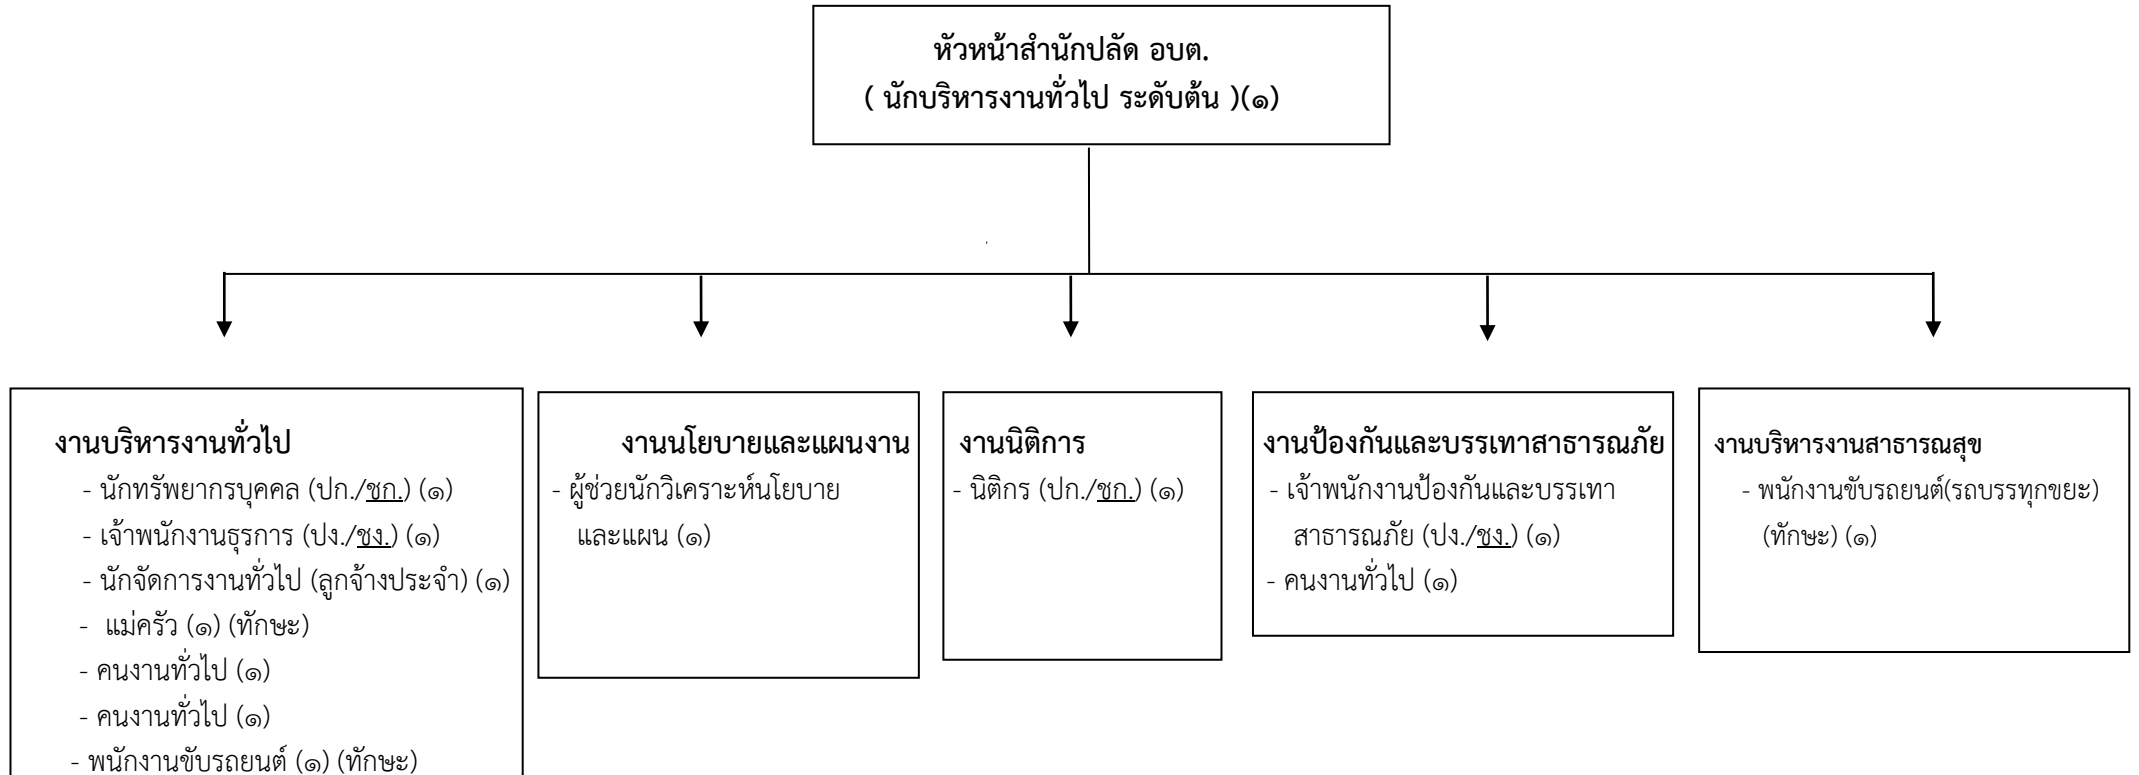 หัวหน้าสำนักปลัด อบต.
( นักบริหารงานทั่วไป ระดับต้น )(๑)
งานบริหารงานทั่วไป
- นักทรัพยากรบุคคล (ปก./ชก.) (๑)
- เจ้าพนักงานธุรการ (ปง./ชง.) (๑)
- นักจัดการงานทั่วไป (ลูกจ้างประจำ) (๑)
- แม่ครัว (๑) (ทักษะ)
- คนงานทั่วไป (๑)
- คนงานทั่วไป (๑)
- พนักงานขับรถยนต์ (๑) (ทักษะ)
งานนโยบายและแผนงาน
- ผู้ช่วยนักวิเคราะห์นโยบาย
และแผน (๑)
งานนิติการ
- นิติกร (ปก./ชก.) (๑)
งานป้องกันและบรรเทาสาธารณภัย
- เจ้าพนักงานป้องกันและบรรเทา
สาธารณภัย (ปง./ชง.) (๑)
- คนงานทั่วไป (๑)
งานบริหารงานสาธารณสุข
- พนักงานขับรถยนต์(รถบรรทุกขยะ)
(ทักษะ) (๑)